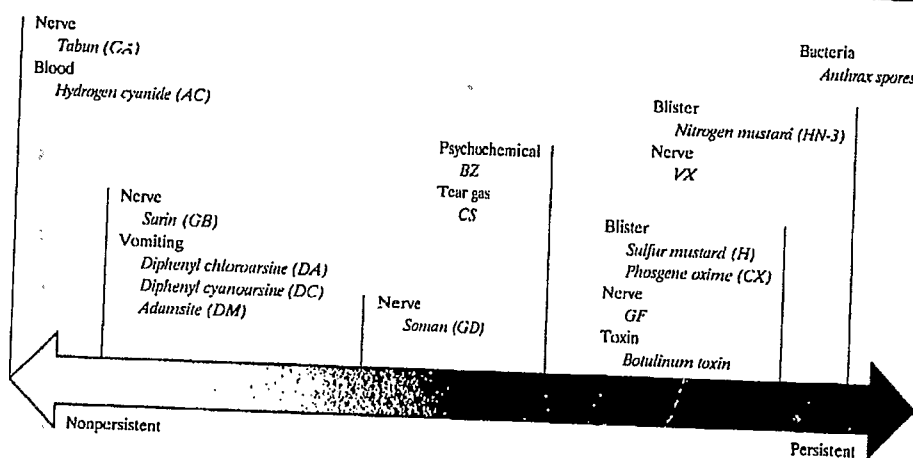 Nerve
Tabun (GA)
Blood
Hydrogen cyanide (AC)
Nerve
Sarin (GB)
Vomiting
Diphenyl chloroarsine (DA)
Diphenyl cyanoarsine (DC)
Adamsite (DM)
Nerve
Soman (GD)
Psychochemical
BZ
Tear gas
CS
Blister
Nitrogen mustard (HN-3)
Nerve
VX
Blister
Sulfur mustard (H)
Phosgene oxime (CX)
Nerve
GF
Toxin
Botulinum toxin
Bacteria
Anthrax spores
Nonpersistent
Persistent